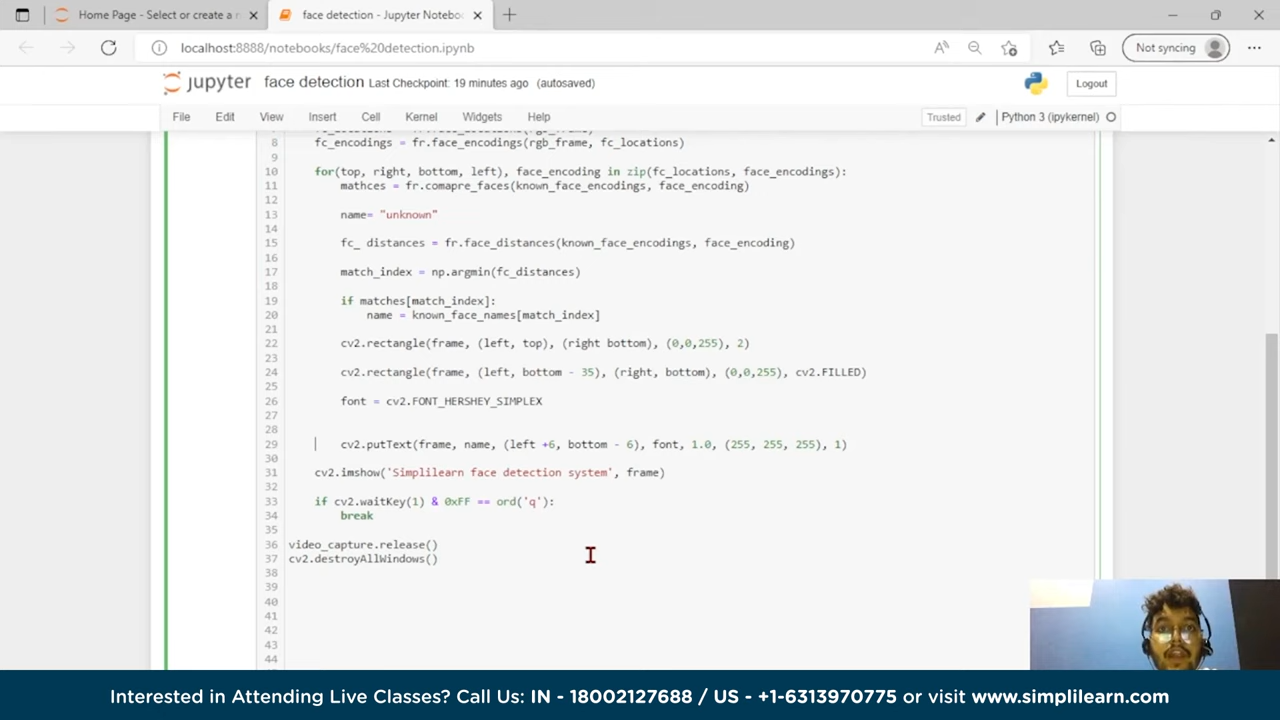 Home Page - Select or create a n
face detection - Jupyter Noteboo
localhost:8888/notebooks/face%20detection.ipynb
Not syncing
jupyter face detection Last Checkpoint: 19 minutes ago (autosaved)
Logout
File Edit View Insert Cell Kernel Widgets Help
Trusted
Python 3 (ipykernel)
8 fc_encodings = fr.face_encodings(rgb_frame, fc_locations)
9
10 for(top, right, bottom, left), face_encoding in zip(fc_locations, face_encodings):
11 mathces = fr.comapre_faces(known_face_encodings, face_encoding)
12
13 name= "unknown"
14
15 fc_ distances = fr.face_distances(known_face_encodings, face_encoding)
16
17 match_index = np.argmin(fc_distances)
18
19 if matches[match_index]:
20 name = known_face_names[match_index]
21
22 cv2.rectangle(frame, (left, top), (right bottom), (0,0,255), 2)
23
24 cv2.rectangle(frame, (left, bottom - 35), (right, bottom), (0,0,255), cv2.FILLED)
25
26 font = cv2.FONT_HERSHEY_SIMPLEX
27
28
29 cv2.putText(frame, name, (left +6, bottom - 6), font, 1.0, (255, 255, 255), 1)
30
31 cv2.imshow('Simplilearn face detection system', frame)
32
33 if cv2.waitKey(1) & 0xFF == ord('q'):
34 break
35
36 video_capture.release()
37 cv2.destroyAllWindows()
38
39
40
41
42
43
44
Interested in Attending Live Classes? Call Us: IN - 18002127688 / US - +1-6313970775 or visit www.simplilearn.com